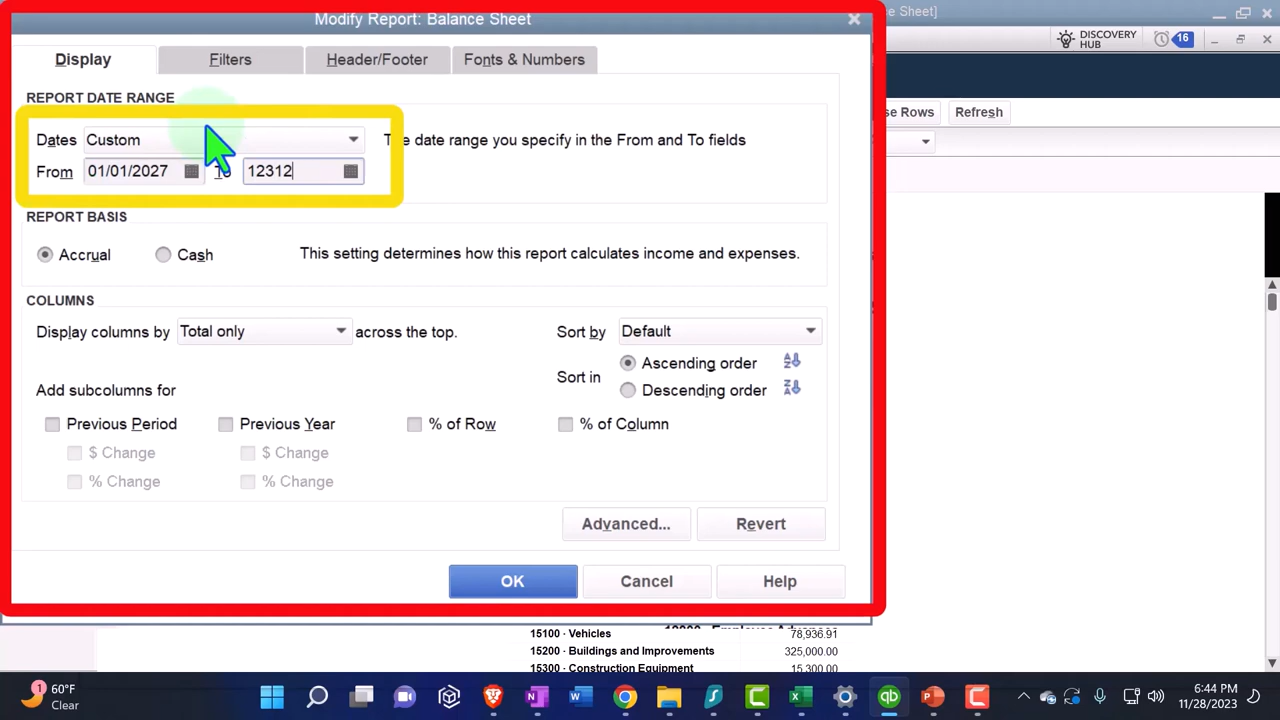 Modify Report: Balance Sheet
ce Sheet]
DISCOVERY
HUB
16
Display
Filters
Header/Footer
Fonts & Numbers
REPORT DATE RANGE
se Rows
Refresh
Dates Custom
The date range you specify in the From and To fields
From 01/01/2027 To 12312
REPORT BASIS
Accrual
Cash
This setting determines how this report calculates income and expenses.
COLUMNS
Display columns by Total only across the top.
Sort by Default
Sort in
Ascending order
Descending order
Add subcolumns for
Previous Period
Previous Year
% of Row
% of Column
$ Change
$ Change
% Change
% Change
Advanced...
Revert
OK
Cancel
Help
15100 · Vehicles 78,936.91
15200 · Buildings and Improvements 325,000.00
15300 · Construction Equipment 15,300.00
1
60°F
Clear
6:44 PM
11/28/2023